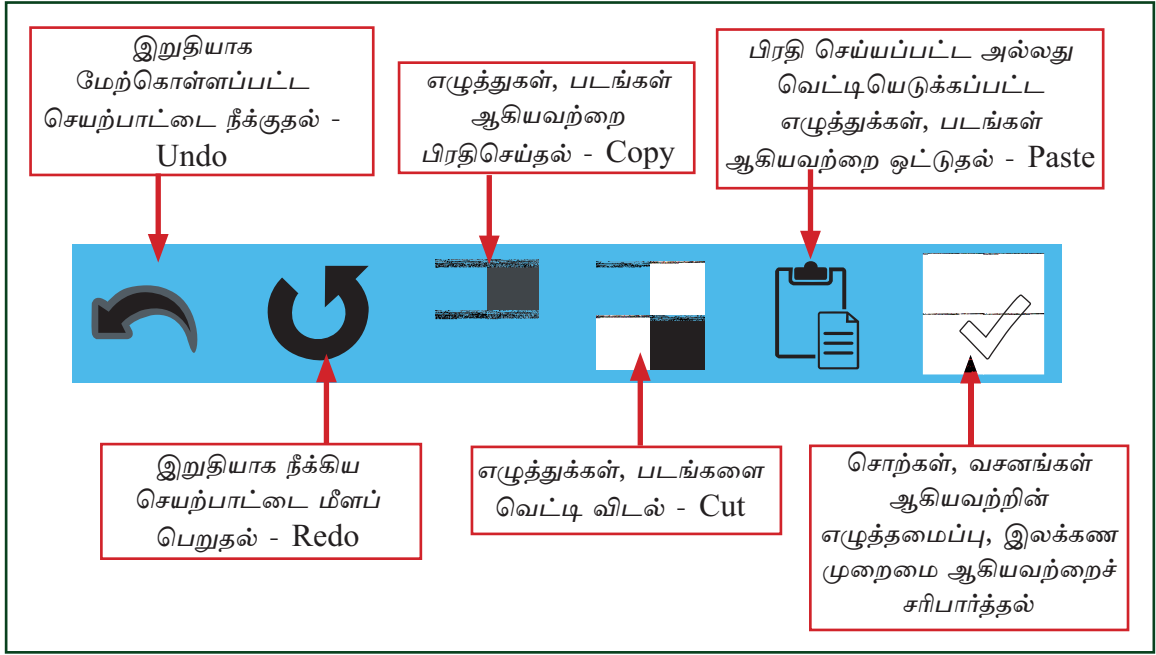 இறுதியாக
மேற்கொள்ளப்பட்ட
செயற்பாட்டை நீக்குதல் -
Undo
எழுத்துகள், படங்கள்
ஆகியவற்றை
பிரதிசெய்தல் - Copy
பிரதி செய்யப்பட்ட அல்லது
வெட்டியெடுக்கப்பட்ட
எழுத்துக்கள், படங்கள்
ஆகியவற்றை ஒட்டுதல் - Paste
இறுதியாக நீக்கிய
செயற்பாட்டை மீளப்
பெறுதல் - Redo
எழுத்துக்கள், படங்களை
வெட்டி விடல் - Cut
சொற்கள், வசனங்கள்
ஆகியவற்றின்
எழுத்தமைப்பு, இலக்கண
முறைமை ஆகியவற்றைச்
சரிபார்த்தல்